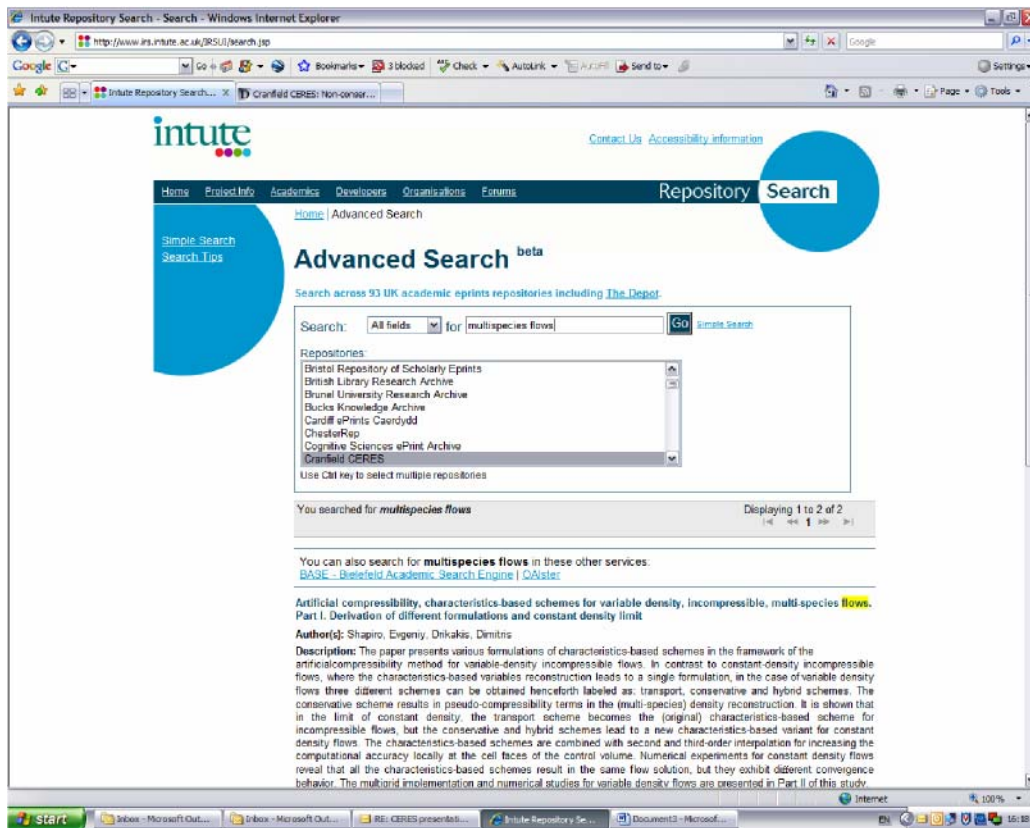 Intute Repository Search - Search - Windows Internet Explorer
http://www.irs.intute.ac.uk/IRSUI/search.jsp
Google
Google G Go Bookmarks 3 blocked Check AutoLink AutoFill Send to Settings
Intute Repository Search... X Cranfield CERES: Non-conser... Page Tools
intute
Contact Us Accessibility information
Home Project Info Academics Developers Organisations Forums Repository Search
Home | Advanced Search
Simple Search
Search Tips
Advanced Search beta
Search across 93 UK academic eprints repositories including The Depot.
Search: All fields for multispecies flows Go Simple Search
Repositories:
Bristol Repository of Scholarly Eprints
British Library Research Archive
Brunel University Research Archive
Bucks Knowledge Archive
Cardiff ePrints Caerdydd
ChesterRep
Cognitive Sciences ePrint Archive
Cranfield CERES
Use Ctrl key to select multiple repositories
You searched for multispecies flows Displaying 1 to 2 of 2
1
You can also search for multispecies flows in these other services:
BASE - Bielefeld Academic Search Engine | OAIster
Artificial compressibility, characteristics-based schemes for variable density, incompressible, multi-species flows.
Part I. Derivation of different formulations and constant density limit
Author(s): Shapiro, Evgeniy, Drikakis, Dimitris
Description: The paper presents various formulations of characteristics-based schemes in the framework of the
artificialcompressibility method for variable-density incompressible flows. In contrast to constant-density incompressible
flows, where the characteristics-based variables reconstruction leads to a single formulation, in the case of variable density
flows three different schemes can be obtained henceforth labeled as: transport, conservative and hybrid schemes. The
conservative scheme results in pseudo-compressibility terms in the (multi-species) density reconstruction. It is shown that
in the limit of constant density, the transport scheme becomes the (original) characteristics-based scheme for
incompressible flows, but the conservative and hybrid schemes lead to a new characteristics-based variant for constant
density flows. The characteristics-based schemes are combined with second and third-order interpolation for increasing the
computational accuracy locally at the cell faces of the control volume. Numerical experiments for constant density flows
reveal that all the characteristics-based schemes result in the same flow solution, but they exhibit different convergence
behavior. The multigrid implementation and numerical studies for variable density flows are presented in Part II of this study.
Internet 100%
start Inbox - Microsoft Out... Inbox - Microsoft Out... RE: CERES presentati... Intute Repository Se... Document3 - Microsof... EN 16:18